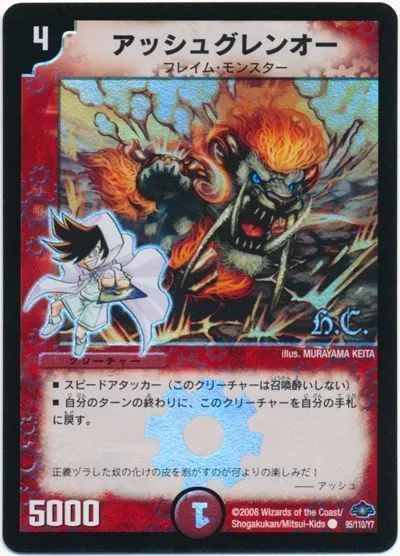 4
アッシュグレンオー
フレイム・モンスター
H.C.
illus. MURAYAMA KEITA
クリーチャー
■ スピードアタッカー（このクリーチャーは召喚酔いしない）
■ 自分のターンの終わりに、このクリーチャーを自分の手札
に戻す。
正義ヅラした奴の化けの皮を剥がすのが何よりの楽しみだ！
―― アッシュ
5000
1
©2008 Wizards of the Coast/
Shogakukan/Mitsui-Kids
95/110/Y7